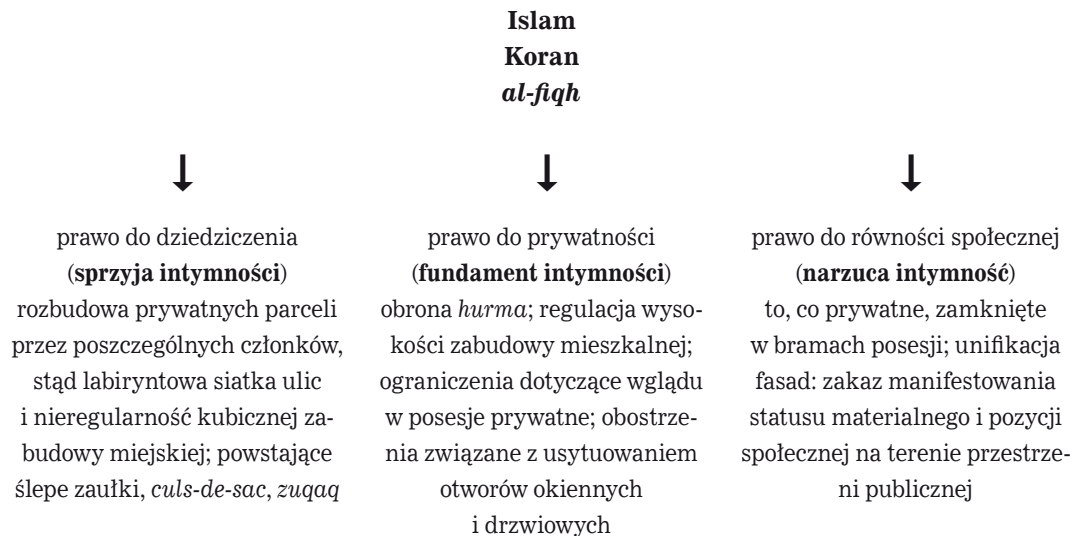 Islam
Koran
al-fiqh
prawo do dziedziczenia
(sprzyja intymności)
rozbudowa prywatnych parceli
przez poszczególnych członków,
stąd labiryntowa siatka ulic
i nieregularność kubicznej za-
budowy miejskiej; powstające
ślepe zaułki, culs-de-sac, zuqaq
prawo do prywatności
(fundament intymności)
obrona hurma; regulacja wyso-
kości zabudowy mieszkalnej;
ograniczenia dotyczące wglądu
w posesje prywatne; obostrze-
nia związane z usytuowaniem
otworów okiennych
i drzwiowych
prawo do równości społecznej
(narzuca intymność)
to, co prywatne, zamknięte
w bramach posesji; unifikacja
fasad: zakaz manifestowania
statusu materialnego i pozycji
społecznej na terenie przestrze-
ni publicznej